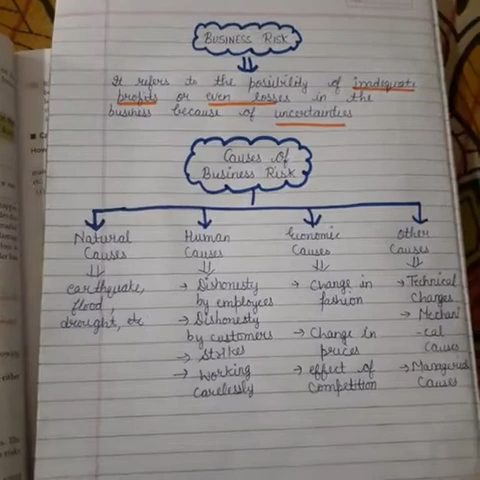 BUSINESS RISK
It refers to the possibility of inadequate
profits or even losses in the
business because of uncertainties
Causes of
Business Risk
Natural
Causes
earthquake,
flood,
drought, etc
Human
Causes
→ Dishonesty
by employees
→ Dishonesty
by customers
→ Strikes
→ Working
carelessly
Economic
Causes
→ Change in
fashion
→ Change in
prices
→ effect of
Competition
Other
Causes
→ Technical
Changes
→ Mechani
-cal
Causes
→ Managerial
Causes